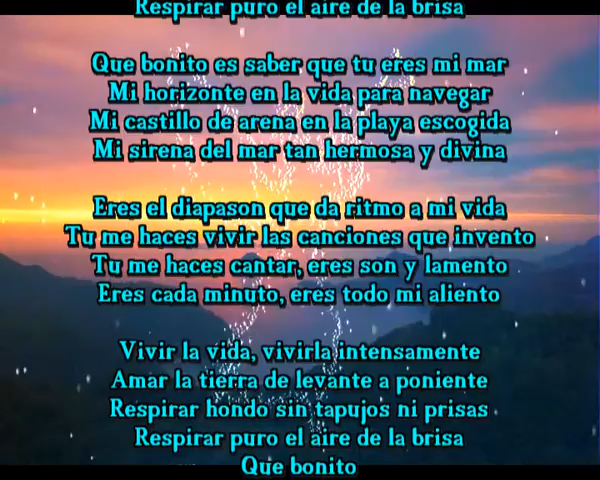 Respirar puro el aire de la brisa
Que bonito es saber que tu eres mi mar
Mi horizonte en la vida para navegar
Mi castillo de arena en la playa escogida
Mi sirena del mar tan hermosa y divina
Eres el diapason que da ritmo a mi vida
Tu me haces vivir las canciones que invento
Tu me haces cantar, eres son y lamento
Eres cada minuto, eres todo mi aliento
Vivir la vida, vivirla intensamente
Amar la tierra de levante a poniente
Respirar hondo sin tapujos ni prisas
Respirar puro el aire de la brisa
Que bonito